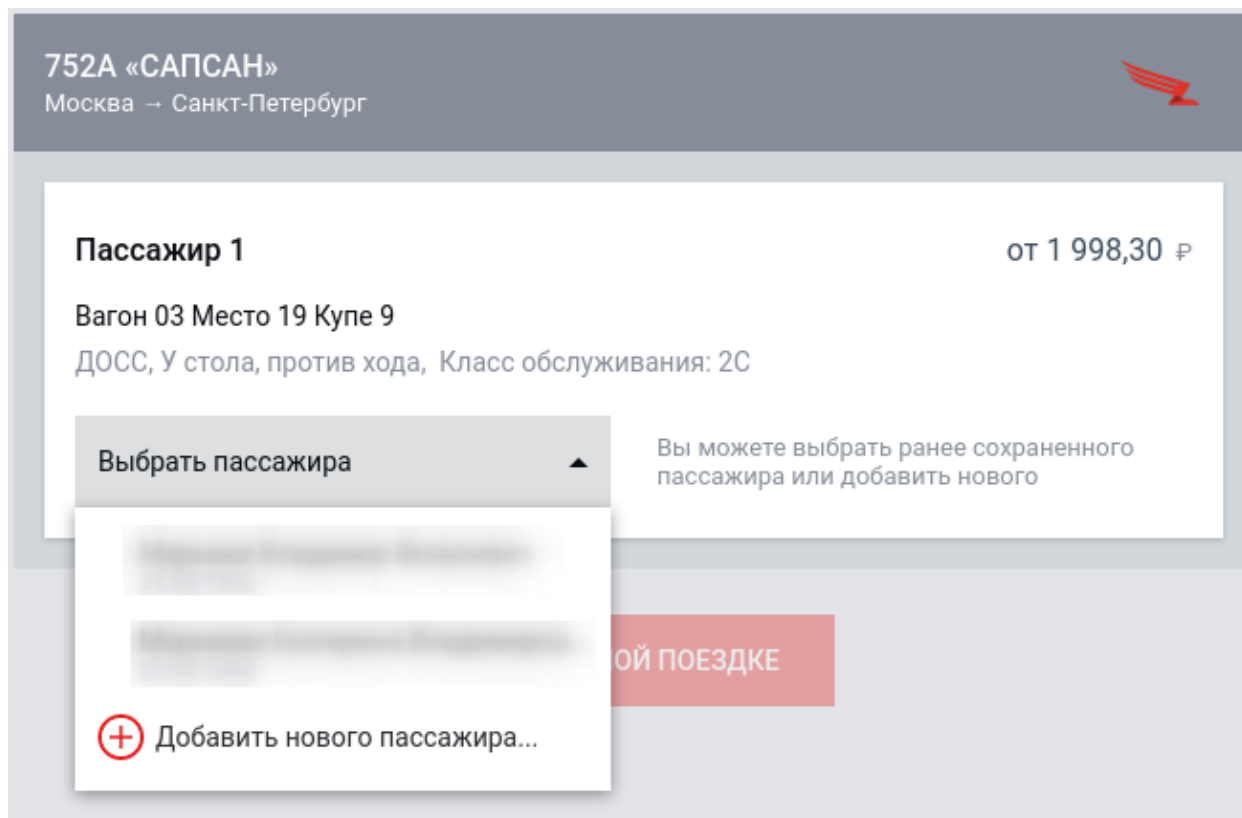 752А «САПСАН»
Москва → Санкт-Петербург
Пассажир 1
от 1 998,30 ₽
Вагон 03 Место 19 Купе 9
ДОСС, У стола, против хода, Класс обслуживания: 2С
Выбрать пассажира
Вы можете выбрать ранее сохраненного
пассажира или добавить нового
ОЙ ПОЕЗДКЕ
Добавить нового пассажира...